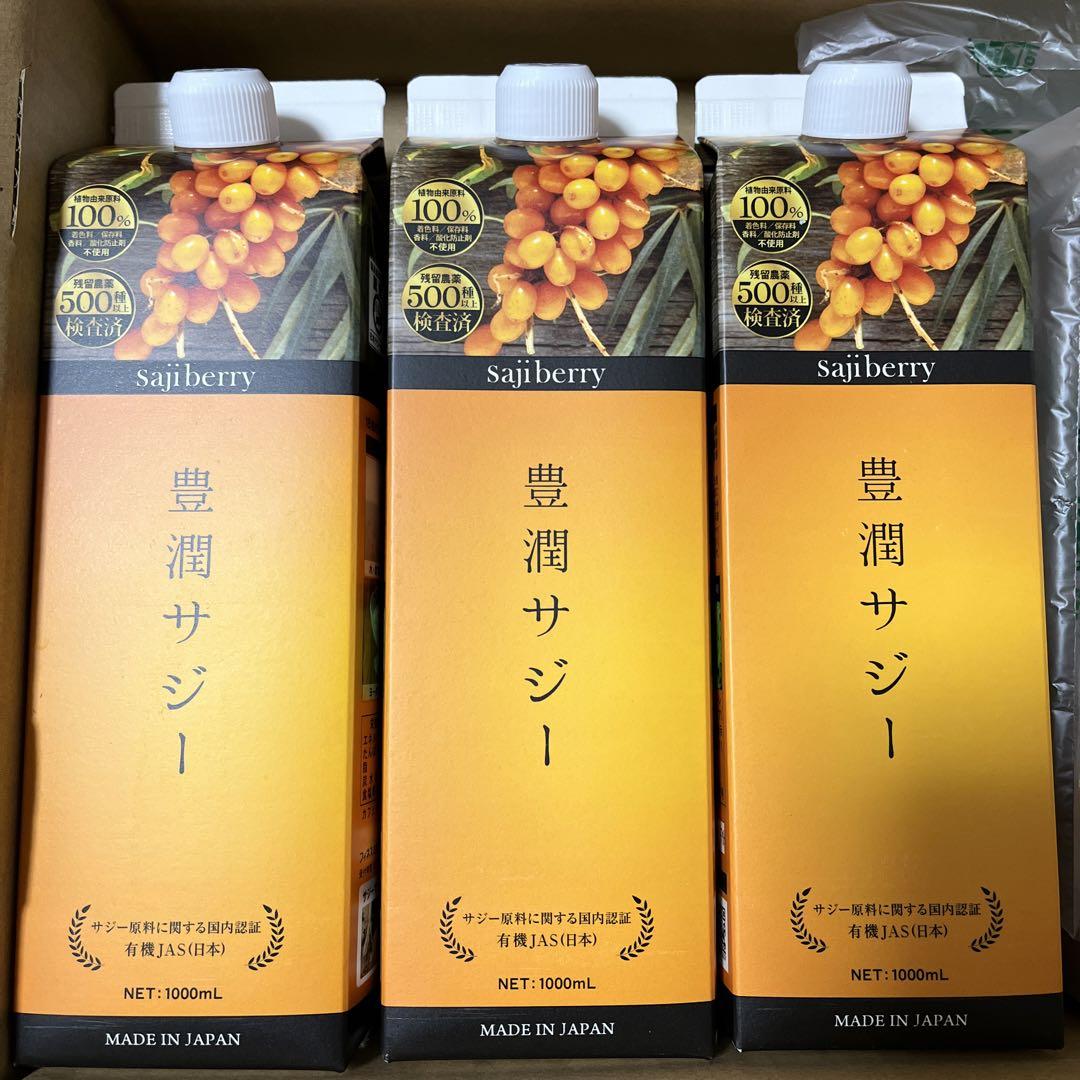 植物由来原料
100%
着色料／保存料
香料／酸化防止剤
不使用
残留農薬
500種以上
検査済
saji berry
豊潤サジー
サジー原料に関する国内認証
有機JAS(日本)
NET：1000mL
MADE IN JAPAN
植物由来原料
100%
着色料／保存料
香料／酸化防止剤
不使用
残留農薬
500種以上
検査済
saji berry
豊潤サジー
サジー原料に関する国内認証
有機JAS(日本)
NET：1000mL
MADE IN JAPAN
植物由来原料
100%
着色料／保存料
香料／酸化防止剤
不使用
残留農薬
500種以上
検査済
saji berry
豊潤サジー
サジー原料に関する国内認証
有機JAS(日本)
NET：1000mL
MADE IN JAPAN